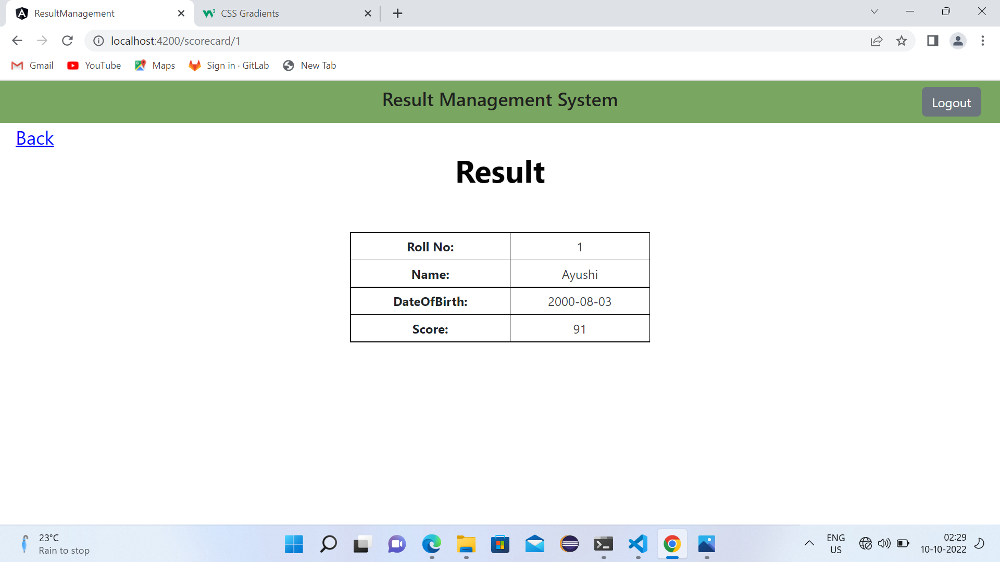 ResultManagement
CSS Gradients
localhost:4200/scorecard/1
Gmail
YouTube
Maps
Sign in · GitLab
New Tab
Result Management System
Logout
Back
Result
Roll No: 1
Name: Ayushi
DateOfBirth: 2000-08-03
Score: 91
23°C
Rain to stop
ENG
US
02:29
10-10-2022